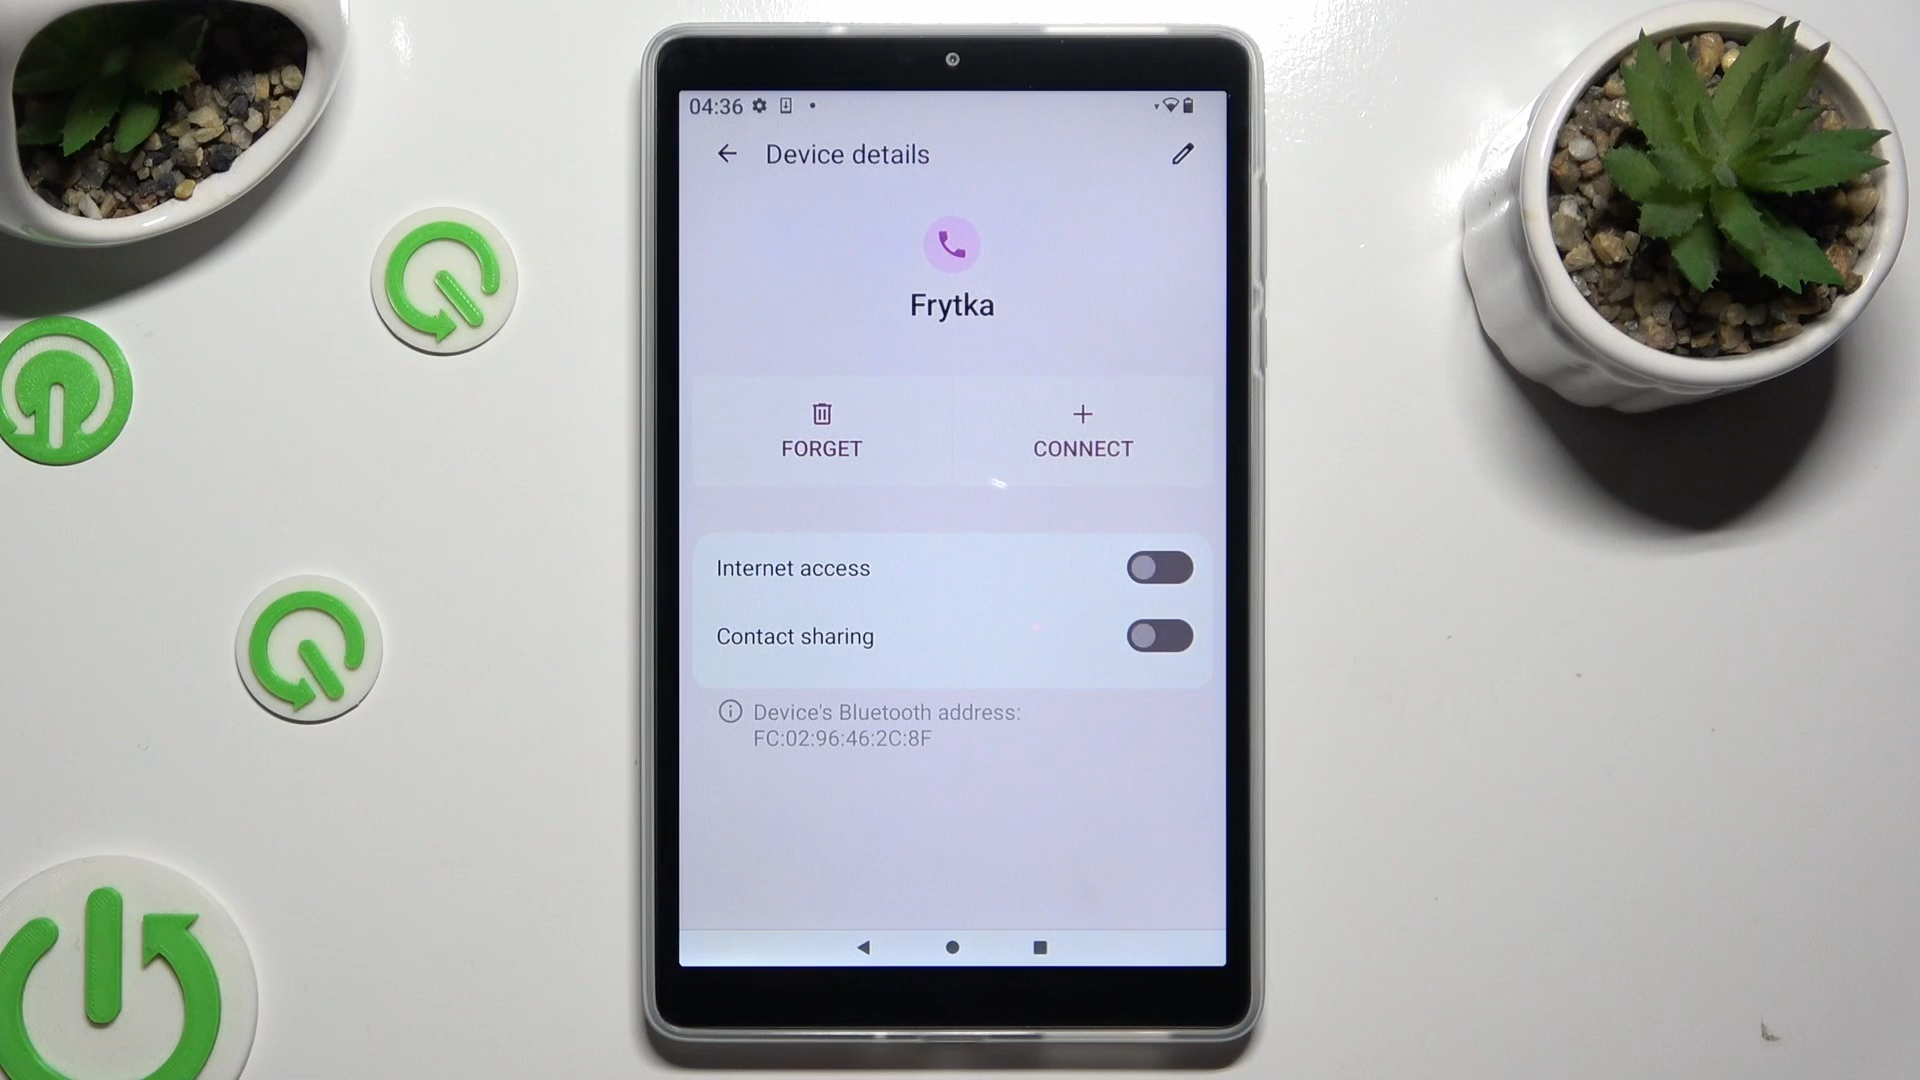 04:36
Device details
Frytka
FORGET
CONNECT
Internet access
Contact sharing
Device's Bluetooth address:
FC:02:96:46:2C:8F